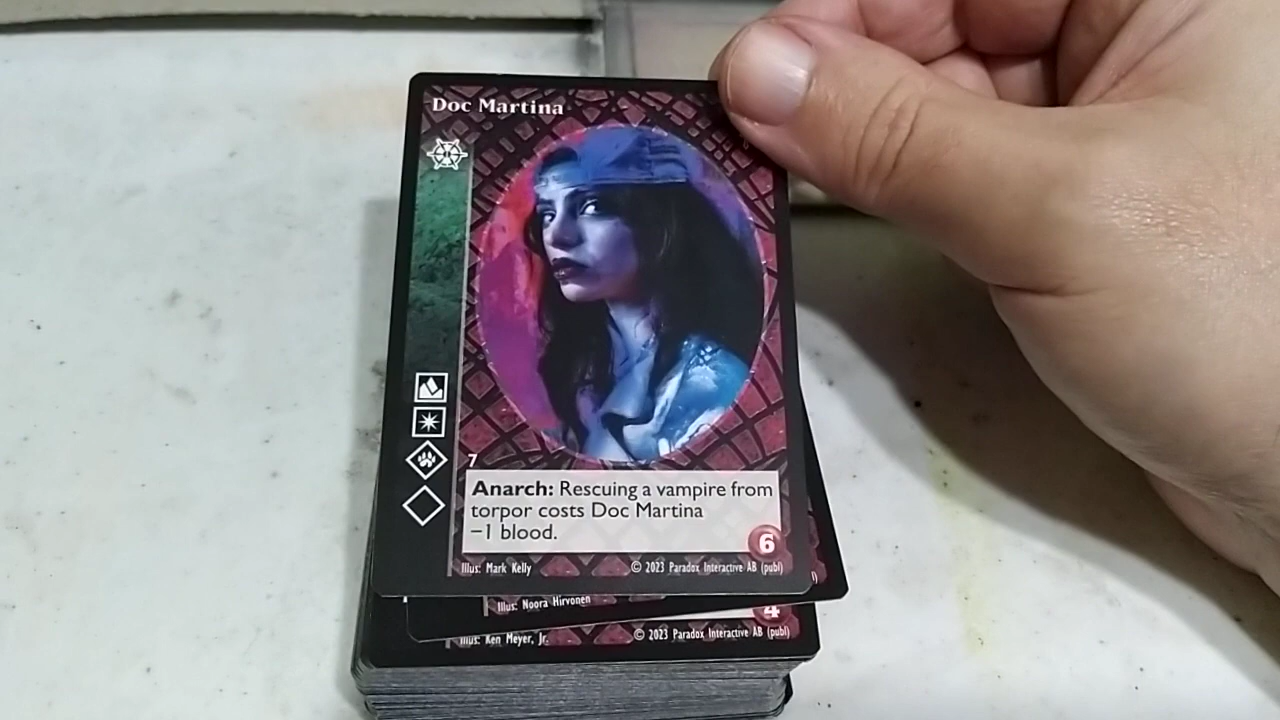 Doc Martina
7
Anarch: Rescuing a vampire from
torpor costs Doc Martina
−1 blood.
6
Illus: Mark Kelly © 2023 Paradox Interactive AB (publ)
Illus: Noora Hirvonen
4
Illus: Ken Meyer, Jr. © 2023 Paradox Interactive AB (publ)